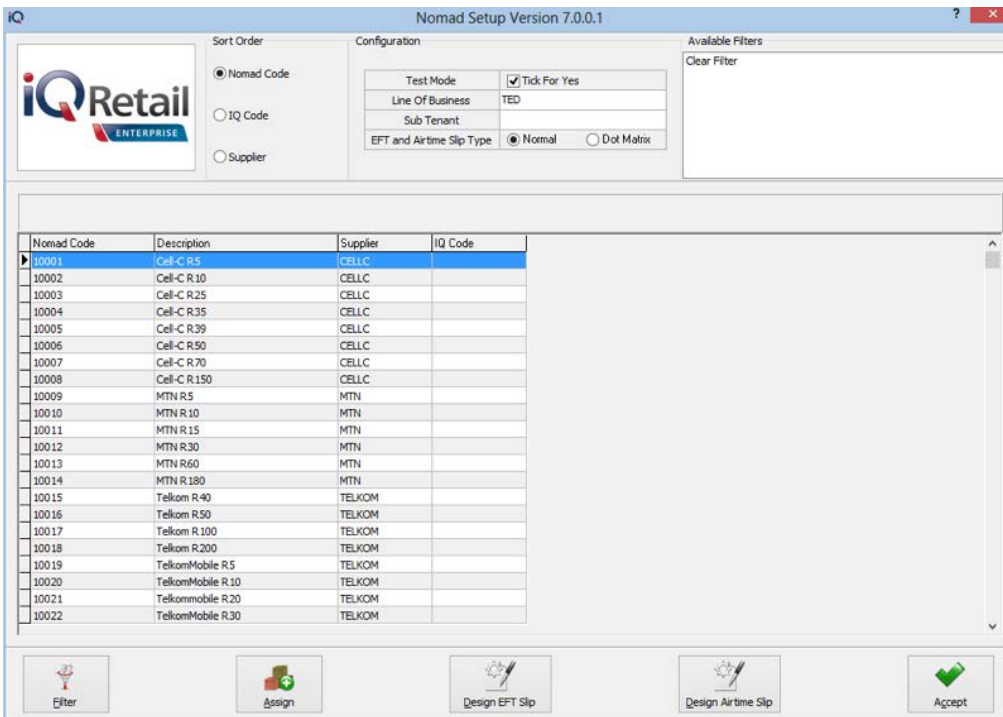 iQ Nomad Setup Version 7.0.0.1 ? ×
iQ Retail
ENTERPRISE
Sort Order
Nomad Code
IQ Code
Supplier
Configuration
Test Mode Tick For Yes
Line Of Business TED
Sub Tenant
EFT and Airtime Slip Type Normal Dot Matrix
Available Filters
Clear Filter
Nomad Code Description Supplier IQ Code
10001 Cell-C R5 CELLC
10002 Cell-C R10 CELLC
10003 Cell-C R25 CELLC
10004 Cell-C R35 CELLC
10005 Cell-C R39 CELLC
10006 Cell-C R50 CELLC
10007 Cell-C R70 CELLC
10008 Cell-C R150 CELLC
10009 MTN R5 MTN
10010 MTN R10 MTN
10011 MTN R15 MTN
10012 MTN R30 MTN
10013 MTN R60 MTN
10014 MTN R180 MTN
10015 Telkom R40 TELKOM
10016 Telkom R50 TELKOM
10017 Telkom R100 TELKOM
10018 Telkom R200 TELKOM
10019 TelkomMobile R5 TELKOM
10020 TelkomMobile R10 TELKOM
10021 Telkommobile R20 TELKOM
10022 TelkomMobile R30 TELKOM
Filter
Assign
Design EFT Slip
Design Airtime Slip
Accept